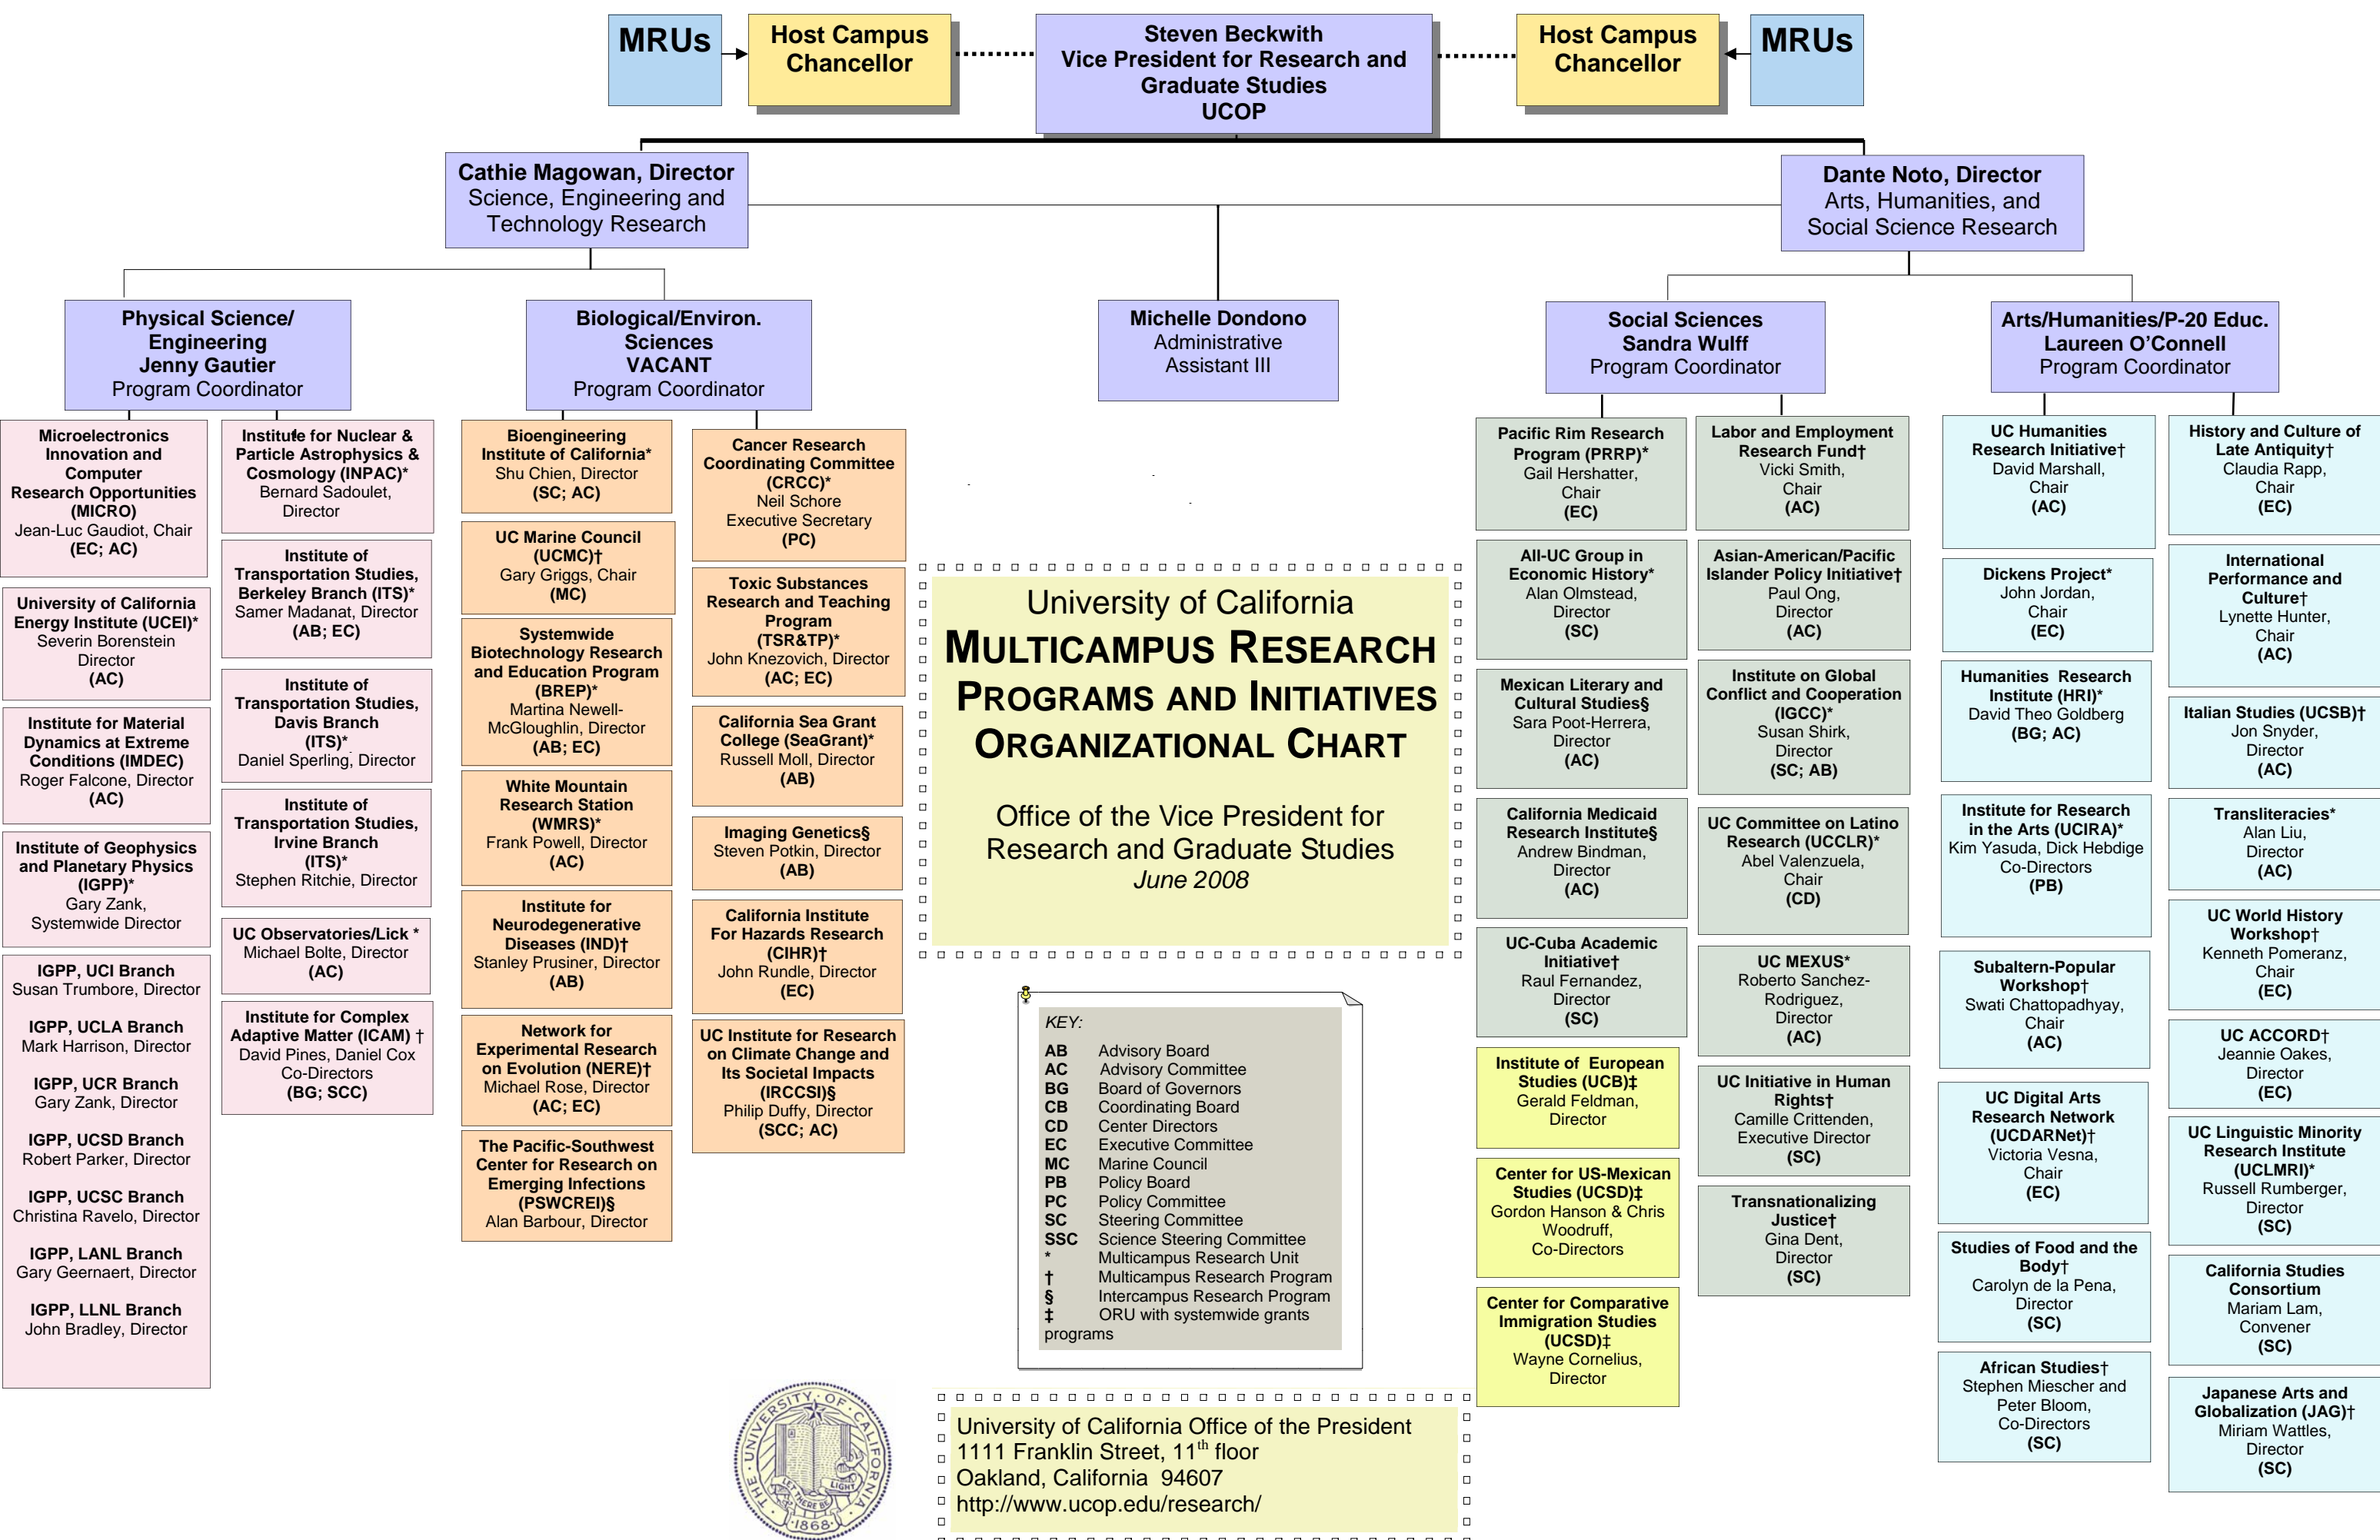 MRUs
Host Campus
Chancellor
Steven Beckwith
Vice President for Research and
Graduate Studies
UCOP
Host Campus
Chancellor
MRUs
Cathie Magowan, Director
Science, Engineering and
Technology Research
Dante Noto, Director
Arts, Humanities, and
Social Science Research
Physical Science/
Engineering
Jenny Gautier
Program Coordinator
Biological/Environ.
Sciences
VACANT
Program Coordinator
Michelle Dondono
Administrative
Assistant III
Social Sciences
Sandra Wulff
Program Coordinator
Arts/Humanities/P-20 Educ.
Laureen O’Connell
Program Coordinator
Microelectronics
Innovation and
Computer
Research Opportunities
(MICRO)
Jean-Luc Gaudiot, Chair
(EC; AC)
University of California
Energy Institute (UCEI)*
Severin Borenstein
Director
(AC)
Institute for Material
Dynamics at Extreme
Conditions (IMDEC)
Roger Falcone, Director
(AC)
Institute of Geophysics
and Planetary Physics
(IGPP)*
Gary Zank,
Systemwide Director
IGPP, UCI Branch
Susan Trumbore, Director
IGPP, UCLA Branch
Mark Harrison, Director
IGPP, UCR Branch
Gary Zank, Director
IGPP, UCSD Branch
Robert Parker, Director
IGPP, UCSC Branch
Christina Ravelo, Director
IGPP, LANL Branch
Gary Geernaert, Director
IGPP, LLNL Branch
John Bradley, Director
Institute for Nuclear &
Particle Astrophysics &
Cosmology (INPAC)*
Bernard Sadoulet,
Director
Institute of
Transportation Studies,
Berkeley Branch (ITS)*
Samer Madanat, Director
(AB; EC)
Institute of
Transportation Studies,
Davis Branch
(ITS)*
Daniel Sperling, Director
Institute of
Transportation Studies,
Irvine Branch
(ITS)*
Stephen Ritchie, Director
UC Observatories/Lick *
Michael Bolte, Director
(AC)
Institute for Complex
Adaptive Matter (ICAM) †
David Pines, Daniel Cox
Co-Directors
(BG; SCC)
Bioengineering
Institute of California*
Shu Chien, Director
(SC; AC)
UC Marine Council
(UCMC)†
Gary Griggs, Chair
(MC)
Systemwide
Biotechnology Research
and Education Program
(BREP)*
Martina Newell-
McGloughlin, Director
(AB; EC)
White Mountain
Research Station
(WMRS)*
Frank Powell, Director
(AC)
Institute for
Neurodegenerative
Diseases (IND)†
Stanley Prusiner, Director
(AB)
Network for
Experimental Research
on Evolution (NERE)†
Michael Rose, Director
(AC; EC)
The Pacific-Southwest
Center for Research on
Emerging Infections
(PSWCREI)§
Alan Barbour, Director
Cancer Research
Coordinating Committee
(CRCC)*
Neil Schore
Executive Secretary
(PC)
Toxic Substances
Research and Teaching
Program
(TSR&TP)*
John Knezovich, Director
(AC; EC)
California Sea Grant
College (SeaGrant)*
Russell Moll, Director
(AB)
Imaging Genetics§
Steven Potkin, Director
(AB)
California Institute
For Hazards Research
(CIHR)†
John Rundle, Director
(EC)
UC Institute for Research
on Climate Change and
Its Societal Impacts
(IRCCSI)§
Philip Duffy, Director
(SCC; AC)
University of California
MULTICAMPUS RESEARCH
PROGRAMS AND INITIATIVES
ORGANIZATIONAL CHART
Office of the Vice President for
Research and Graduate Studies
June 2008
KEY:
AB Advisory Board
AC Advisory Committee
BG Board of Governors
CB Coordinating Board
CD Center Directors
EC Executive Committee
MC Marine Council
PB Policy Board
PC Policy Committee
SC Steering Committee
SSC Science Steering Committee
* Multicampus Research Unit
† Multicampus Research Program
§ Intercampus Research Program
‡ ORU with systemwide grants
programs
THE · UNIVERSITY · OF · CALIFORNIA
LET THERE BE LIGHT
·1868·
University of California Office of the President
1111 Franklin Street, 11th floor
Oakland, California 94607
http://www.ucop.edu/research/
Pacific Rim Research
Program (PRRP)*
Gail Hershatter,
Chair
(EC)
All-UC Group in
Economic History*
Alan Olmstead,
Director
(SC)
Mexican Literary and
Cultural Studies§
Sara Poot-Herrera,
Director
(AC)
California Medicaid
Research Institute§
Andrew Bindman,
Director
(AC)
UC-Cuba Academic
Initiative†
Raul Fernandez,
Director
(SC)
Institute of European
Studies (UCB)‡
Gerald Feldman,
Director
Center for US-Mexican
Studies (UCSD)‡
Gordon Hanson & Chris
Woodruff,
Co-Directors
Center for Comparative
Immigration Studies
(UCSD)‡
Wayne Cornelius,
Director
Labor and Employment
Research Fund†
Vicki Smith,
Chair
(AC)
Asian-American/Pacific
Islander Policy Initiative†
Paul Ong,
Director
(AC)
Institute on Global
Conflict and Cooperation
(IGCC)*
Susan Shirk,
Director
(SC; AB)
UC Committee on Latino
Research (UCCLR)*
Abel Valenzuela,
Chair
(CD)
UC MEXUS*
Roberto Sanchez-
Rodriguez,
Director
(AC)
UC Initiative in Human
Rights†
Camille Crittenden,
Executive Director
(SC)
Transnationalizing
Justice†
Gina Dent,
Director
(SC)
UC Humanities
Research Initiative†
David Marshall,
Chair
(AC)
Dickens Project*
John Jordan,
Chair
(EC)
Humanities Research
Institute (HRI)*
David Theo Goldberg
(BG; AC)
Institute for Research
in the Arts (UCIRA)*
Kim Yasuda, Dick Hebdige
Co-Directors
(PB)
Subaltern-Popular
Workshop†
Swati Chattopadhyay,
Chair
(AC)
UC Digital Arts
Research Network
(UCDARNet)†
Victoria Vesna,
Chair
(EC)
Studies of Food and the
Body†
Carolyn de la Pena,
Director
(SC)
African Studies†
Stephen Miescher and
Peter Bloom,
Co-Directors
(SC)
History and Culture of
Late Antiquity†
Claudia Rapp,
Chair
(EC)
International
Performance and
Culture†
Lynette Hunter,
Chair
(AC)
Italian Studies (UCSB)†
Jon Snyder,
Director
(AC)
Transliteracies*
Alan Liu,
Director
(AC)
UC World History
Workshop†
Kenneth Pomeranz,
Chair
(EC)
UC ACCORD†
Jeannie Oakes,
Director
(EC)
UC Linguistic Minority
Research Institute
(UCLMRI)*
Russell Rumberger,
Director
(SC)
California Studies
Consortium
Mariam Lam,
Convener
(SC)
Japanese Arts and
Globalization (JAG)†
Miriam Wattles,
Director
(SC)